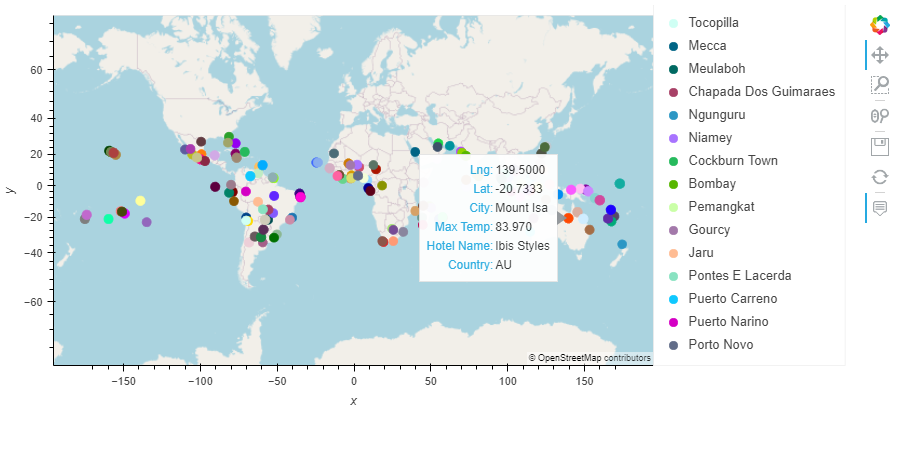 60
40
20
0
−20
−40
−60
y
−150
−100
−50
0
50
100
150
x
Lng: 139.5000
Lat: -20.7333
City: Mount Isa
Max Temp: 83.970
Hotel Name: Ibis Styles
Country: AU
© OpenStreetMap contributors
Tocopilla
Mecca
Meulaboh
Chapada Dos Guimaraes
Ngunguru
Niamey
Cockburn Town
Bombay
Pemangkat
Gourcy
Jaru
Pontes E Lacerda
Puerto Carreno
Puerto Narino
Porto Novo